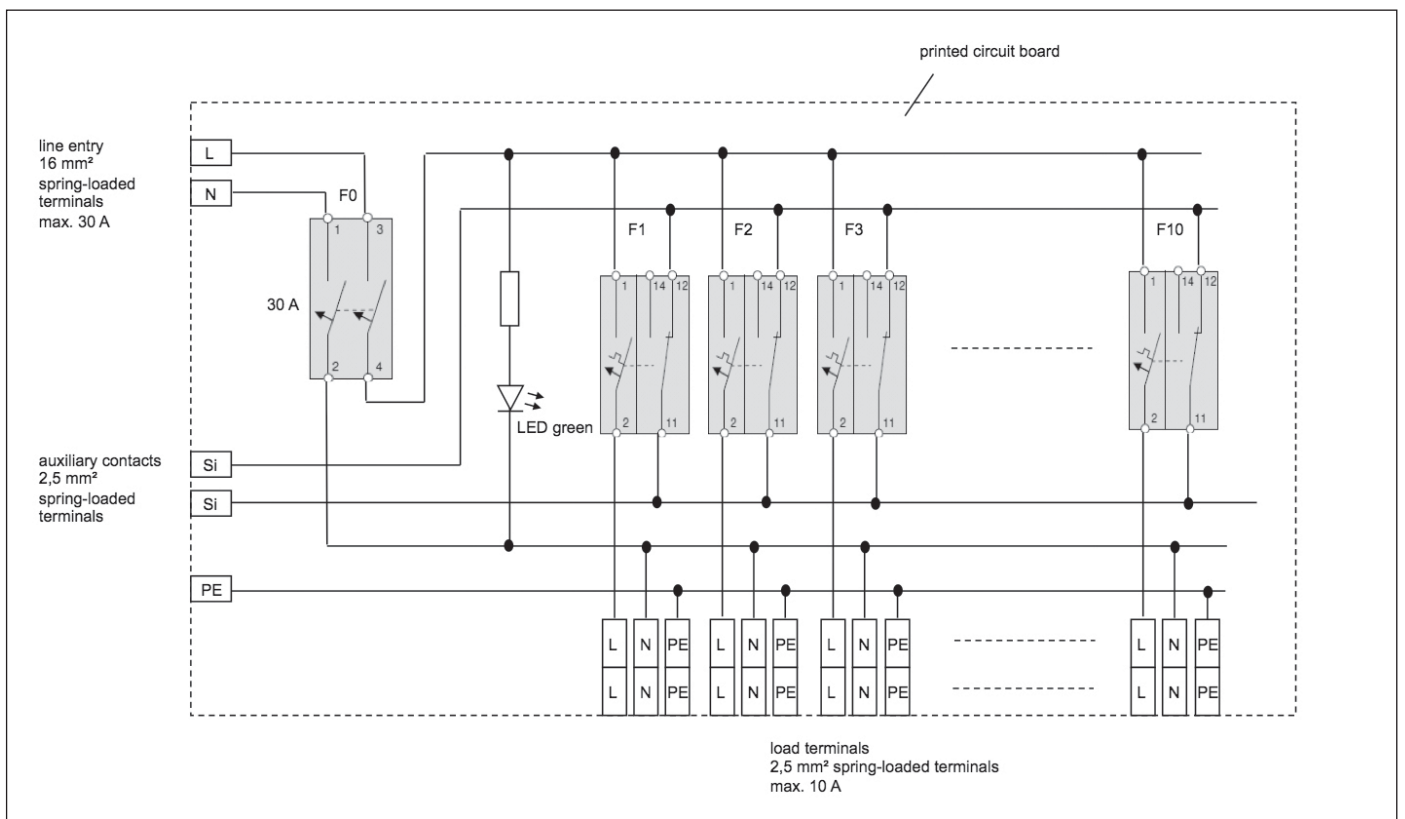 printed circuit board
line entry
16 mm²
spring-loaded
terminals
max. 30 A
L
N
F0
1 3
30 A
2 4
LED green
F1 F2 F3 F10
1 14 12 1 14 12 1 14 12 1 14 12
2 11 2 11 2 11 2 11
auxiliary contacts
2,5 mm²
spring-loaded
terminals
Si
Si
PE
L N PE L N PE L N PE L N PE
L N PE L N PE L N PE L N PE
load terminals
2,5 mm² spring-loaded terminals
max. 10 A